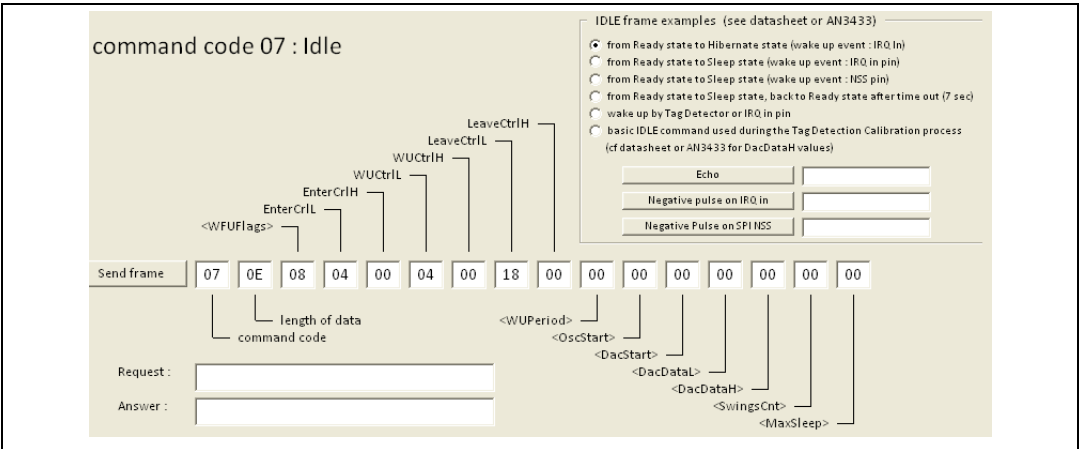 command code 07 : Idle
IDLE frame examples (see datasheet or AN3433)
from Ready state to Hibernate state (wake up event : IRQ In)
from Ready state to Sleep state (wake up event : IRQ in pin)
from Ready state to Sleep state (wake up event : NSS pin)
from Ready state to Sleep state, back to Ready state after time out (7 sec)
wake up by Tag Detector or IRQ in pin
basic IDLE command used during the Tag Detection Calibration process
(cf datasheet or AN3433 for DacDataH values)
Echo
Negative pulse on IRQ in
Negative Pulse on SPI NSS
LeaveCtrlH
LeaveCtrlL
WUCtrlH
WUCtrlL
EnterCrlH
EnterCrlL
<WFUFlags>
Send frame 07 0E 08 04 00 04 00 18 00 00 00 00 00 00 00 00
length of data
command code
<WUPeriod>
<OscStart>
<DacStart>
<DacDataL>
<DacDataH>
<SwingsCnt>
<MaxSleep>
Request :
Answer :